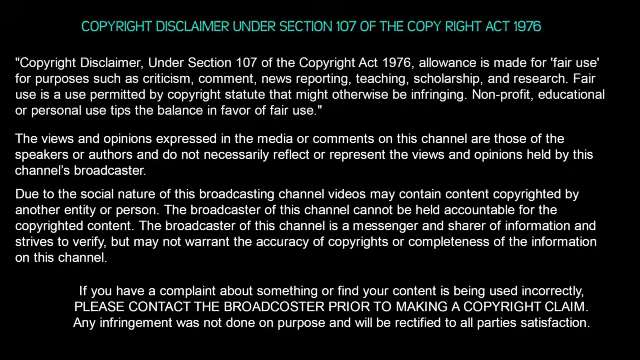 COPYRIGHT DISCLAIMER UNDER SECTION 107 OF THE COPY RIGHT ACT 1976
"Copyright Disclaimer, Under Section 107 of the Copyright Act 1976, allowance is made for 'fair use'
for purposes such as criticism, comment, news reporting, teaching, scholarship, and research. Fair
use is a use permitted by copyright statute that might otherwise be infringing. Non-profit, educational
or personal use tips the balance in favor of fair use."
The views and opinions expressed in the media or comments on this channel are those of the
speakers or authors and do not necessarily reflect or represent the views and opinions held by this
channel's broadcaster.
Due to the social nature of this broadcasting channel videos may contain content copyrighted by
another entity or person. The broadcaster of this channel cannot be held accountable for the
copyrighted content. The broadcaster of this channel is a messenger and sharer of information and
strives to verify, but may not warrant the accuracy of copyrights or completeness of the information
on this channel.
If you have a complaint about something or find your content is being used incorrectly,
PLEASE CONTACT THE BROADCOSTER PRIOR TO MAKING A COPYRIGHT CLAIM.
Any infringement was not done on purpose and will be rectified to all parties satisfaction.